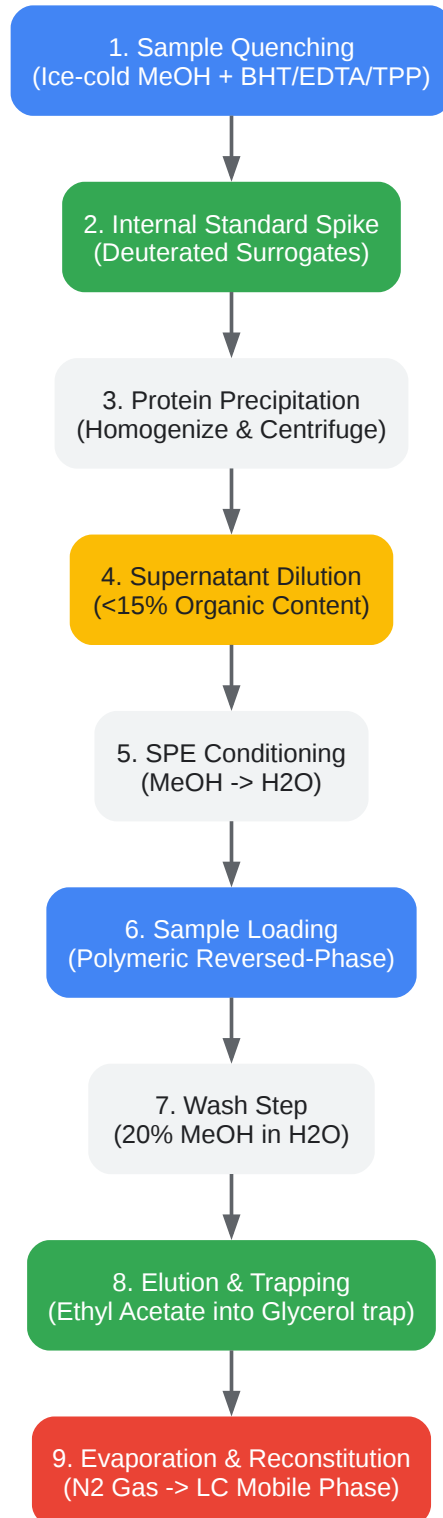 1. Sample Quenching
(Ice-cold MeOH + BHT/EDTA/TPP)
2. Internal Standard Spike
(Deuterated Surrogates)
3. Protein Precipitation
(Homogenize & Centrifuge)
4. Supernatant Dilution
(<15% Organic Content)
5. SPE Conditioning
(MeOH -> H2O)
6. Sample Loading
(Polymeric Reversed-Phase)
7. Wash Step
(20% MeOH in H2O)
8. Elution & Trapping
(Ethyl Acetate into Glycerol trap)
9. Evaporation & Reconstitution
(N2 Gas -> LC Mobile Phase)